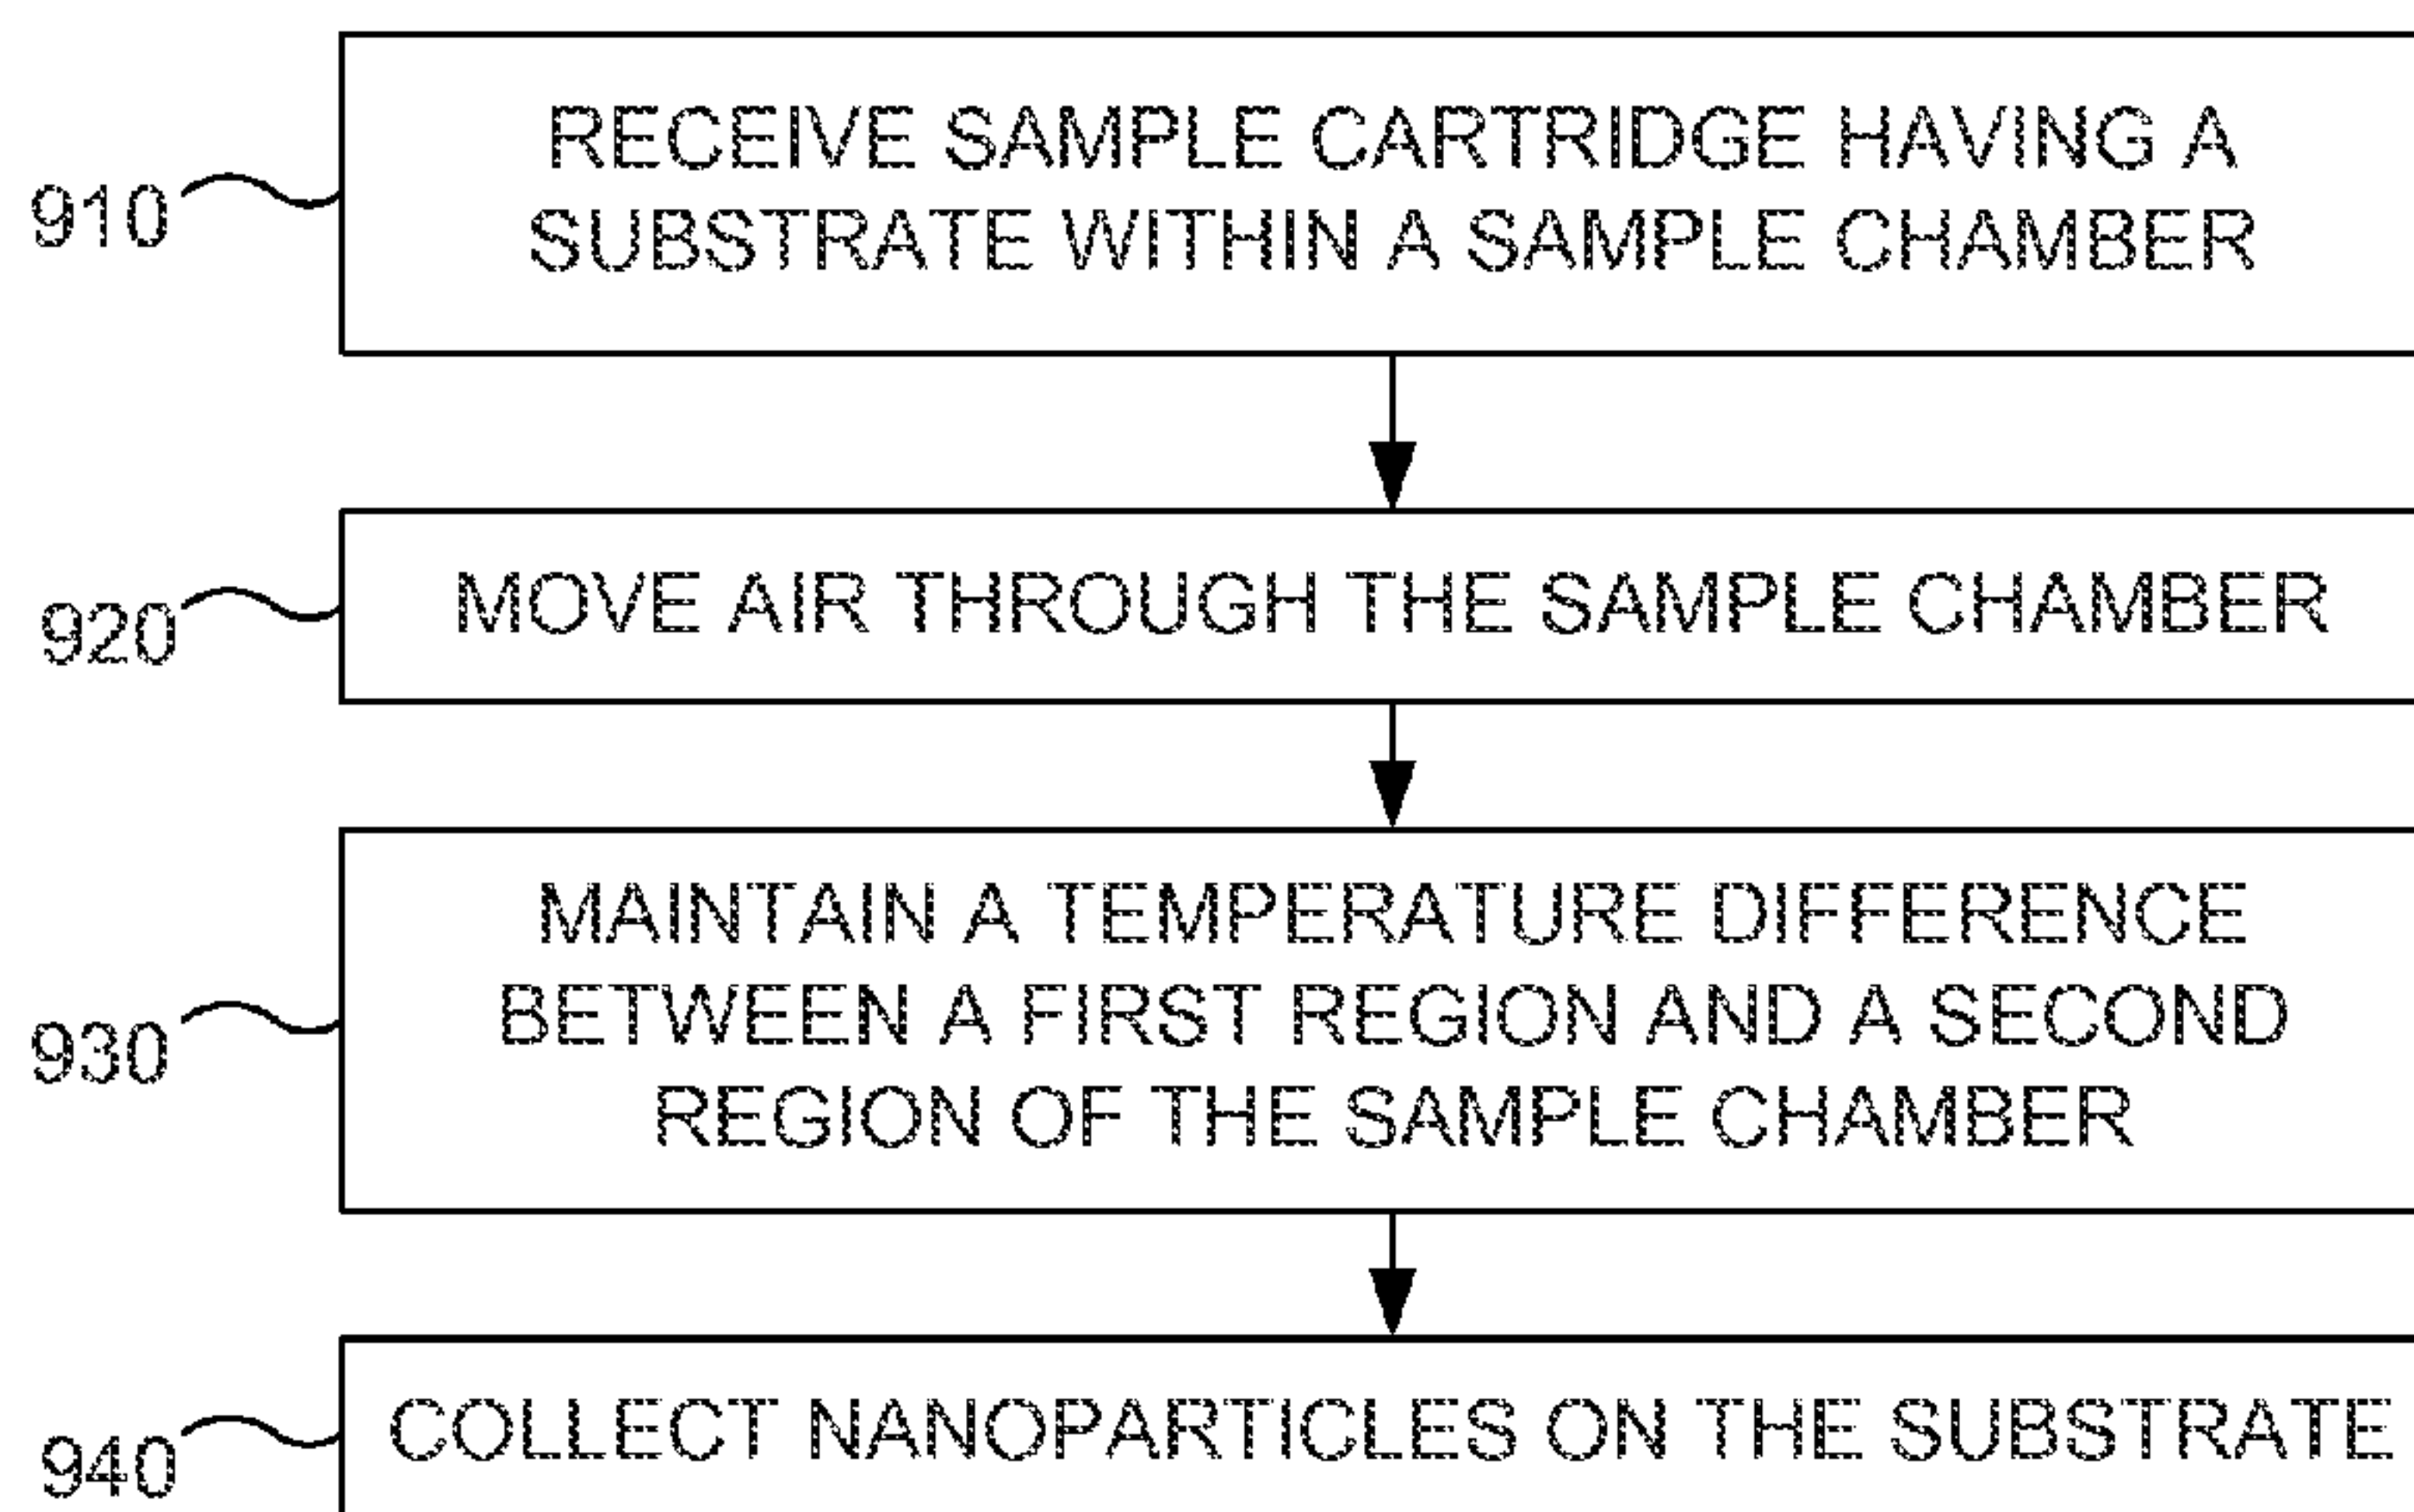 910
RECEIVE SAMPLE CARTRIDGE HAVING A
SUBSTRATE WITHIN A SAMPLE CHAMBER
920
MOVE AIR THROUGH THE SAMPLE CHAMBER
930
MAINTAIN A TEMPERATURE DIFFERENCE
BETWEEN A FIRST REGION AND A SECOND
REGION OF THE SAMPLE CHAMBER
940
COLLECT NANOPARTICLES ON THE SUBSTRATE